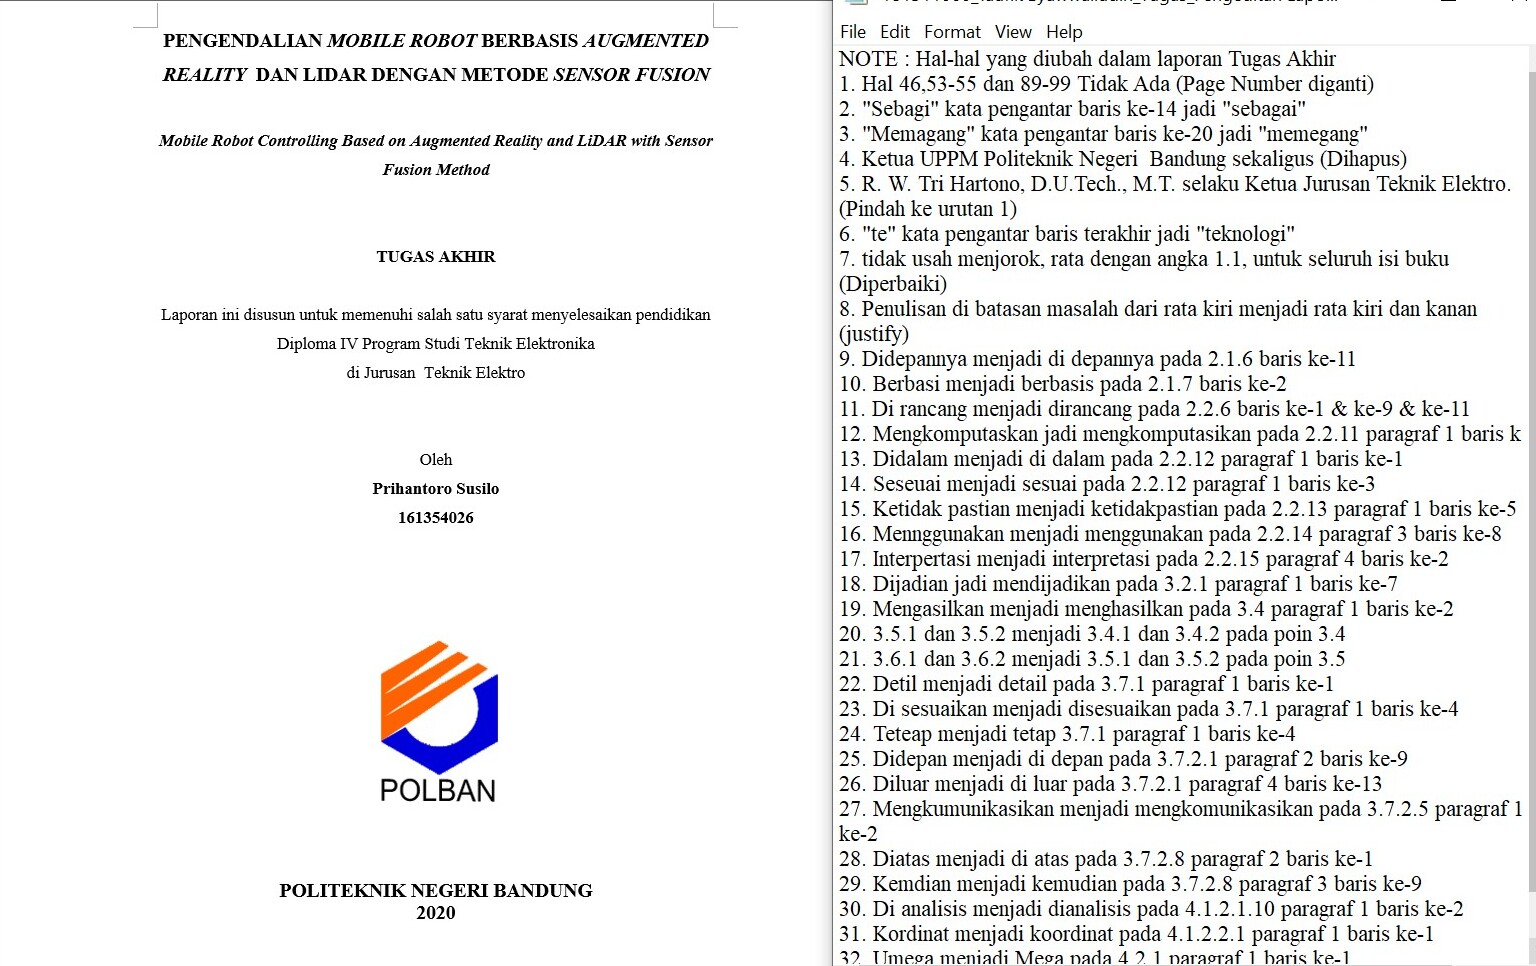 PENGENDALIAN MOBILE ROBOT BERBASIS AUGMENTED
REALITY DAN LIDAR DENGAN METODE SENSOR FUSION
Mobile Robot Controlling Based on Augmented Reality and LiDAR with Sensor
Fusion Method
TUGAS AKHIR
Laporan ini disusun untuk memenuhi salah satu syarat menyelesaikan pendidikan
Diploma IV Program Studi Teknik Elektronika
di Jurusan Teknik Elektro
Oleh
Prihantoro Susilo
161354026
POLBAN
POLITEKNIK NEGERI BANDUNG
2020
File Edit Format View Help
NOTE : Hal-hal yang diubah dalam laporan Tugas Akhir
1. Hal 46,53-55 dan 89-99 Tidak Ada (Page Number diganti)
2. "Sebagi" kata pengantar baris ke-14 jadi "sebagai"
3. "Memagang" kata pengantar baris ke-20 jadi "memegang"
4. Ketua UPPM Politeknik Negeri  Bandung sekaligus (Dihapus)
5. R. W. Tri Hartono, D.U.Tech., M.T. selaku Ketua Jurusan Teknik Elektro.
(Pindah ke urutan 1)
6. "te" kata pengantar baris terakhir jadi "teknologi"
7. tidak usah menjorok, rata dengan angka 1.1, untuk seluruh isi buku
(Diperbaiki)
8. Penulisan di batasan masalah dari rata kiri menjadi rata kiri dan kanan
(justify)
9. Didepannya menjadi di depannya pada 2.1.6 baris ke-11
10. Berbasi menjadi berbasis pada 2.1.7 baris ke-2
11. Di rancang menjadi dirancang pada 2.2.6 baris ke-1 & ke-9 & ke-11
12. Mengkomputaskan jadi mengkomputasikan pada 2.2.11 paragraf 1 baris k
13. Didalam menjadi di dalam pada 2.2.12 paragraf 1 baris ke-1
14. Seseuai menjadi sesuai pada 2.2.12 paragraf 1 baris ke-3
15. Ketidak pastian menjadi ketidakpastian pada 2.2.13 paragraf 1 baris ke-5
16. Mennggunakan menjadi menggunakan pada 2.2.14 paragraf 3 baris ke-8
17. Interpertasi menjadi interpretasi pada 2.2.15 paragraf 4 baris ke-2
18. Dijadian jadi mendijadikan pada 3.2.1 paragraf 1 baris ke-7
19. Mengasilkan menjadi menghasilkan pada 3.4 paragraf 1 baris ke-2
20. 3.5.1 dan 3.5.2 menjadi 3.4.1 dan 3.4.2 pada poin 3.4
21. 3.6.1 dan 3.6.2 menjadi 3.5.1 dan 3.5.2 pada poin 3.5
22. Detil menjadi detail pada 3.7.1 paragraf 1 baris ke-1
23. Di sesuaikan menjadi disesuaikan pada 3.7.1 paragraf 1 baris ke-4
24. Teteap menjadi tetap 3.7.1 paragraf 1 baris ke-4
25. Didepan menjadi di depan pada 3.7.2.1 paragraf 2 baris ke-9
26. Diluar menjadi di luar pada 3.7.2.1 paragraf 4 baris ke-13
27. Mengkumunikasikan menjadi mengkomunikasikan pada 3.7.2.5 paragraf 1
ke-2
28. Diatas menjadi di atas pada 3.7.2.8 paragraf 2 baris ke-1
29. Kemdian menjadi kemudian pada 3.7.2.8 paragraf 3 baris ke-9
30. Di analisis menjadi dianalisis pada 4.1.2.1.10 paragraf 1 baris ke-2
31. Kordinat menjadi koordinat pada 4.1.2.2.1 paragraf 1 baris ke-1
32. Umega menjadi Mega pada 4.2.1 paragraf 1 baris ke-1